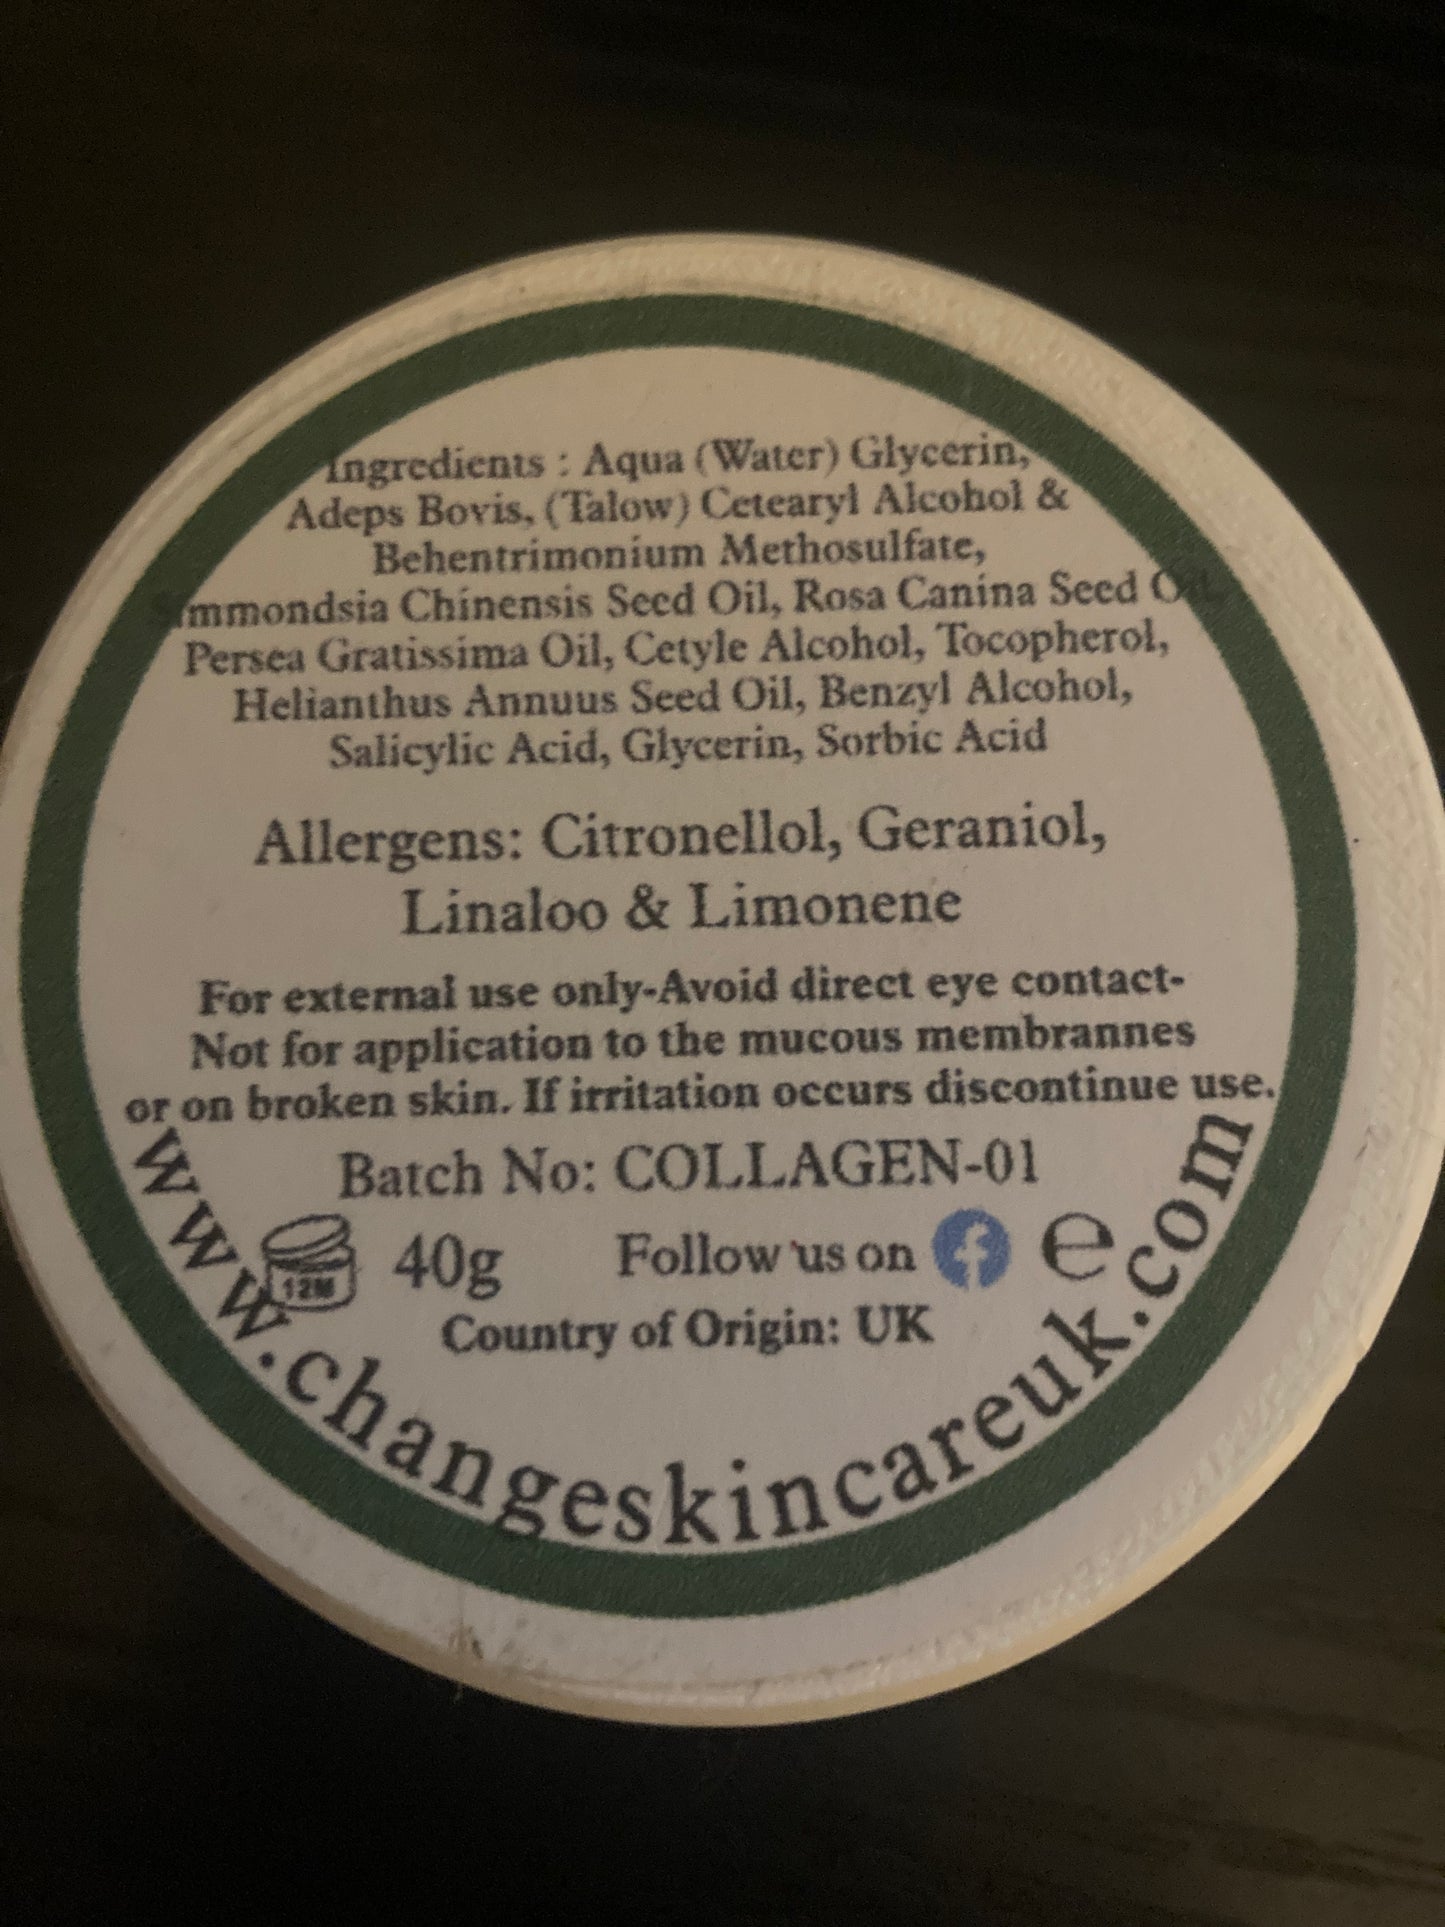 Ingredients : Aqua (Water) Glycerin,
Adeps Bovis, (Talow) Cetearyl Alcohol &
Behentrimonium Methosulfate,
Simmondsia Chinensis Seed Oil, Rosa Canina Seed Oil,
Persea Gratissima Oil, Cetyle Alcohol, Tocopherol,
Helianthus Annuus Seed Oil, Benzyl Alcohol,
Salicylic Acid, Glycerin, Sorbic Acid
Allergens: Citronellol, Geraniol,
Linaloo & Limonene
For external use only-Avoid direct eye contact-
Not for application to the mucous membrannes
or on broken skin. If irritation occurs discontinue use.
Batch No: COLLAGEN-01
12M 40g Follow us on f e
Country of Origin: UK
www.changeskincareuk.com